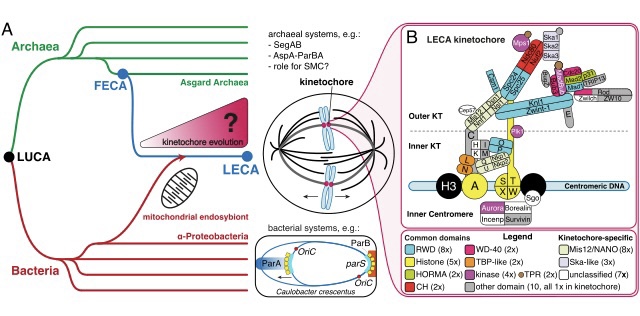 A
Archaea
Asgard Archaea
FECA
?
kinetochore evolution
LUCA
LECA
mitochondrial endosybiont
α-Proteobacteria
Bacteria
archaeal systems, e.g.:
- SegAB
- AspA-ParBA
- role for SMC?
kinetochore
bacterial systems, e.g.:
ParB
OriC
ParA
parS
OriC
Caulobacter crescentus
B
LECA kinetochore
Mps1
Ska1
Ska2
Ska3
Knl1
Zwint-1
Rod
Zwilch
ZW10
Outer KT
Inner KT
Plk1
C
E
H
I
K
M
L
N
O
P
Q
U
H3
A
S
T
X
W
Centromeric DNA
Sgo
Inner Centromere
Aurora
Borealin
Incenp
Survivin
Common domains
Legend
Kinetochore-specific
RWD (8x)
WD-40 (2x)
Mis12/NANO (8x)
Histone (5x)
TBP-like (2x)
Ska-like (3x)
HORMA (2x)
kinase (4x)
TPR (2x)
unclassified (7x)
CH (2x)
other domain (10, all 1x in kinetochore)